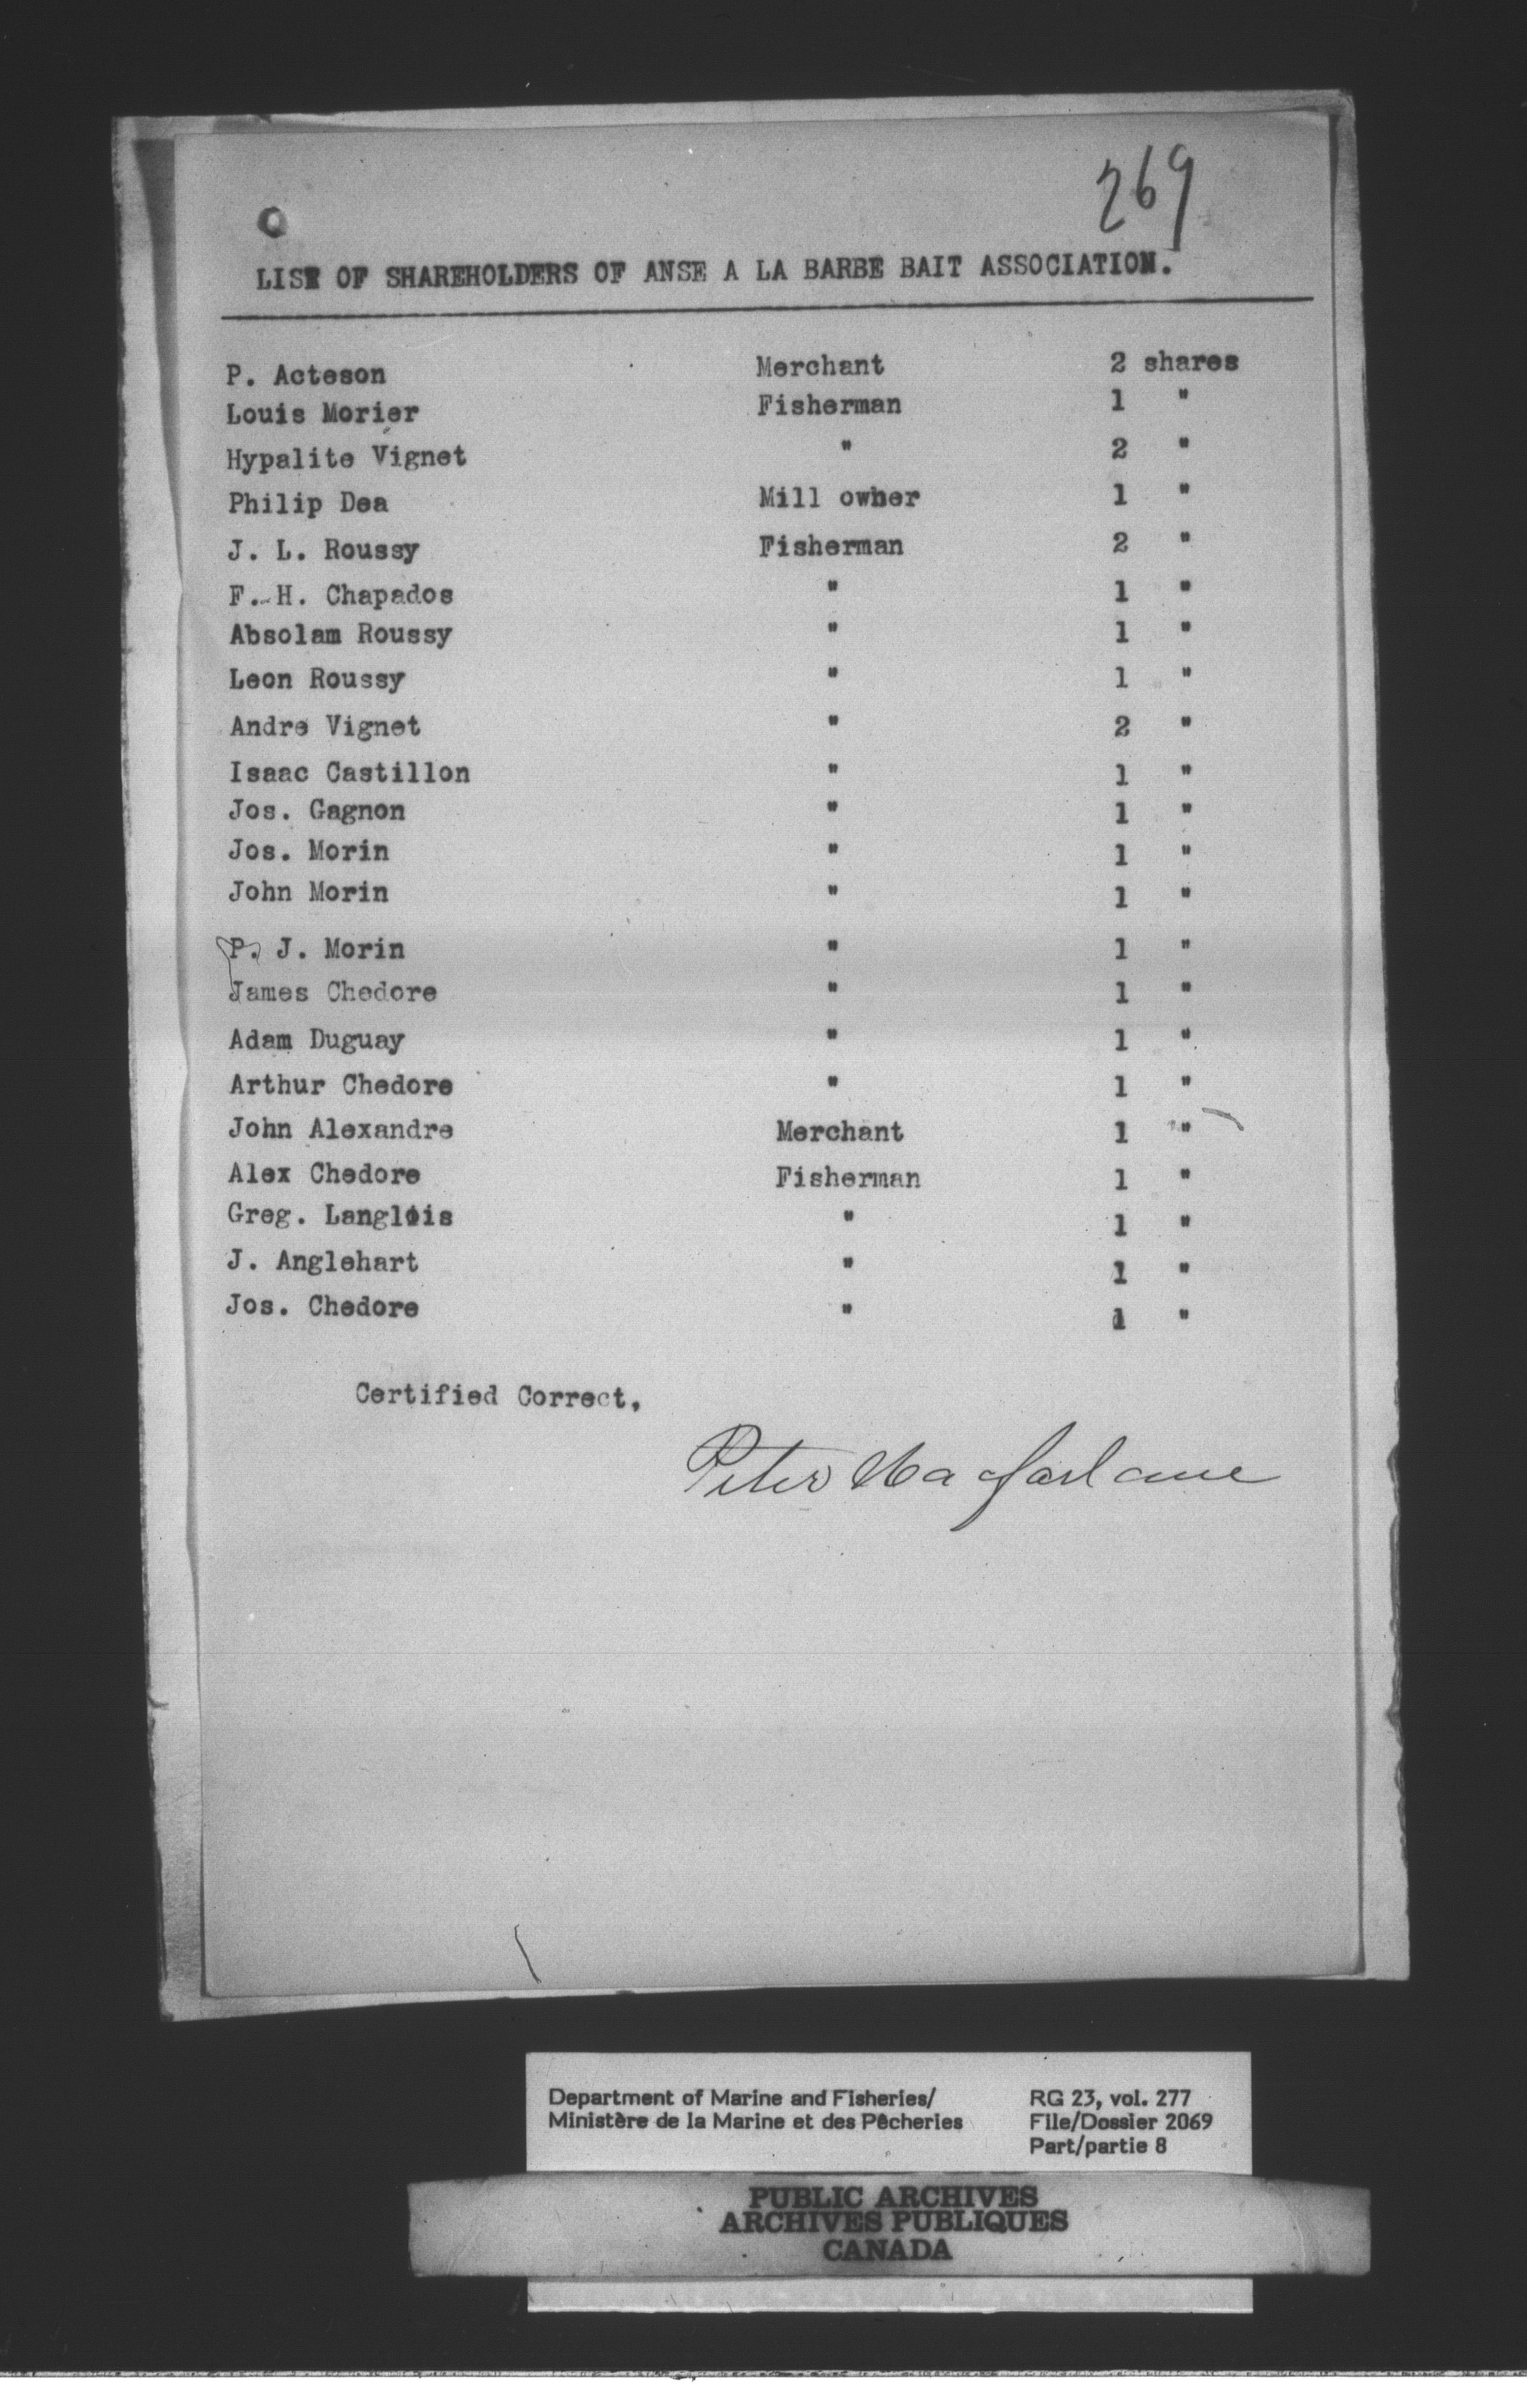 269
LIST OF SHAREHOLDERS OF ANSE A LA BARBE BAIT ASSOCIATION.
P. Acteson Merchant 2 shares
Louis Morier Fisherman 1 "
Hypalite Vignet " 2 "
Philip Dea Mill owner 1 "
J. L. Roussy Fisherman 2 "
F. H. Chapados " 1 "
Absolam Roussy " 1 "
Leon Roussy " 1 "
Andre Vignet " 2 "
Isaac Castillon " 1 "
Jos. Gagnon " 1 "
Jos. Morin " 1 "
John Morin " 1 "
P. J. Morin " 1 "
James Chedore " 1 "
Adam Duguay " 1 "
Arthur Chedore " 1 "
John Alexandre Merchant 1 "
Alex Chedore Fisherman 1 "
Greg. Langlois " 1 "
J. Anglehart " 1 "
Jos. Chedore " 1 "
Certified Correct,
Peter Macfarlane
Department of Marine and Fisheries/ RG 23, vol. 277
Ministère de la Marine et des Pêcheries File/Dossier 2069
Part/partie 8
PUBLIC ARCHIVES
ARCHIVES PUBLIQUES
CANADA